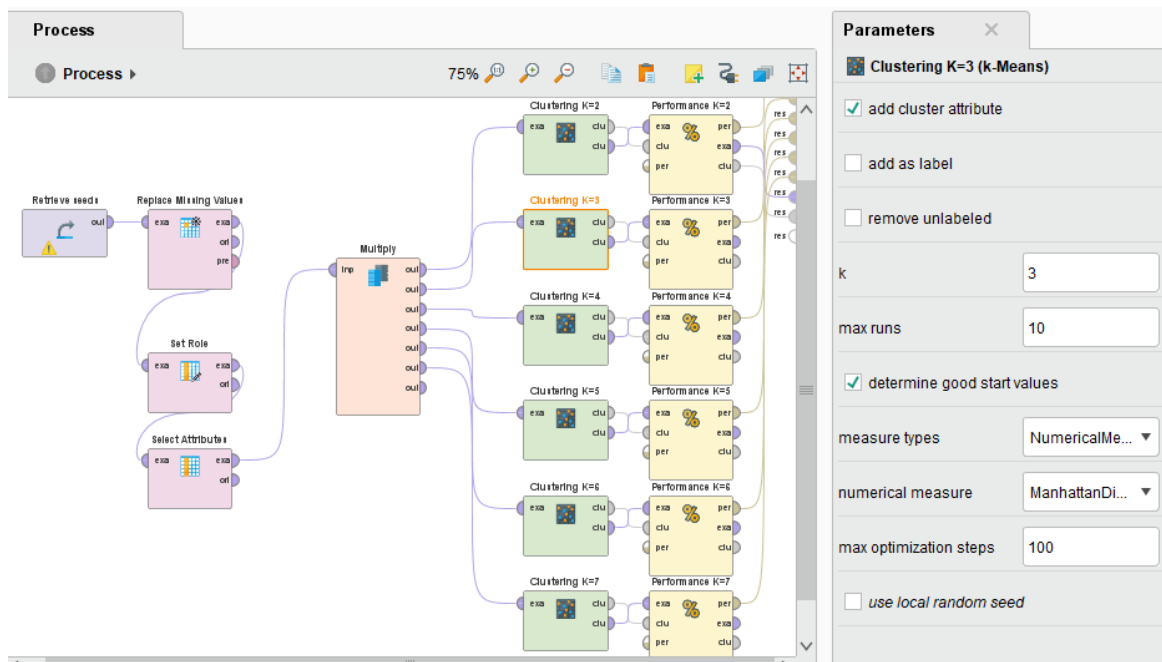 Process
Process
75%
Retrieve seeds
out
Replace Missing Values
exa
exa
ori
pre
Set Role
exa
exa
ori
Select Attributes
exa
exa
ori
Multiply
inp
out
out
out
out
out
out
out
Clustering K=2
exa
clu
clu
Performance K=2
exa
clu
per
per
exa
clu
Clustering K=3
exa
clu
clu
Performance K=3
exa
clu
per
per
exa
clu
Clustering K=4
exa
clu
clu
Performance K=4
exa
clu
per
per
exa
clu
Clustering K=5
exa
clu
clu
Performance K=5
exa
clu
per
per
exa
clu
Clustering K=6
exa
clu
clu
Performance K=6
exa
clu
per
per
exa
clu
Clustering K=7
exa
clu
clu
Performance K=7
exa
clu
per
per
exa
clu
res
res
res
res
res
res
res
Parameters
Clustering K=3 (k-Means)
add cluster attribute
add as label
remove unlabeled
k 3
max runs 10
determine good start values
measure types NumericalMe...
numerical measure ManhattanDi...
max optimization steps 100
use local random seed